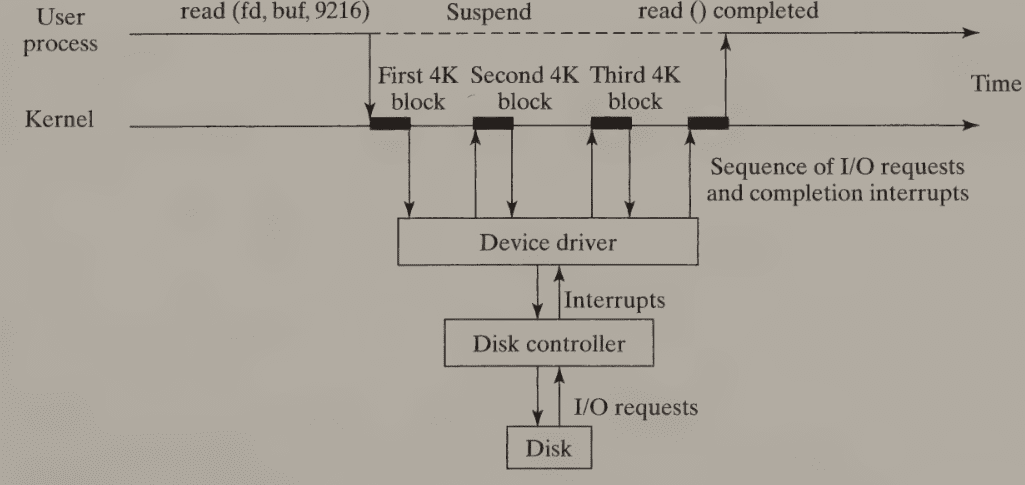 User
process
read (fd, buf, 9216)
Suspend
read () completed
First 4K
block
Second 4K
block
Third 4K
block
Time
Kernel
Sequence of I/O requests
and completion interrupts
Device driver
Interrupts
Disk controller
I/O requests
Disk